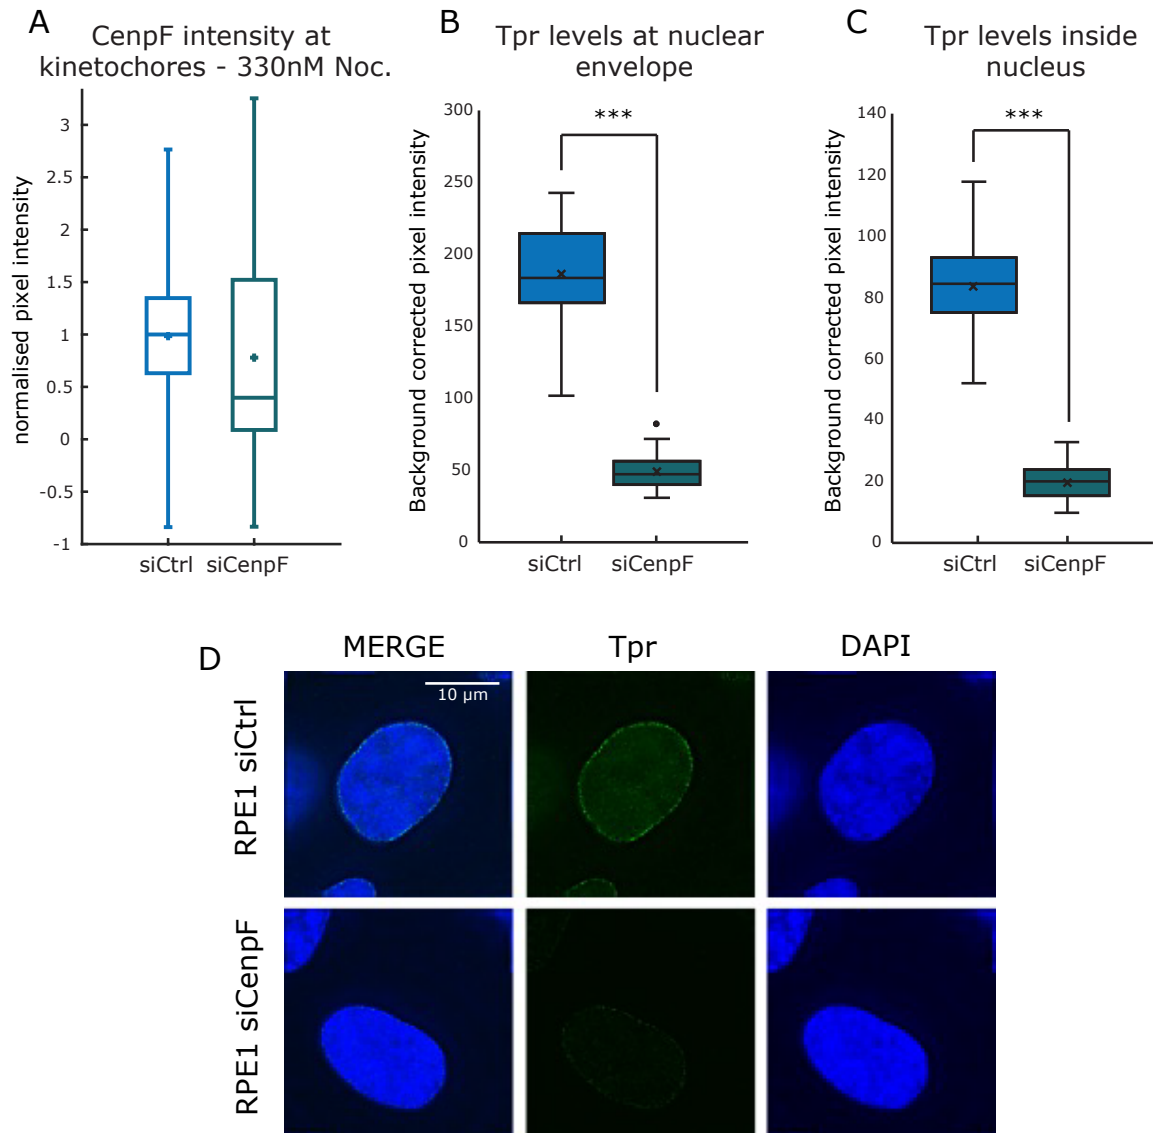 A
CenpF intensity at
kinetochores - 330nM Noc.
normalised pixel intensity
3
2.5
2
1.5
1
0.5
0
-0.5
-1
siCtrl siCenpF
B
Tpr levels at nuclear
envelope
Background corrected pixel intensity
300
250
200
150
100
50
0
***
siCtrl siCenpF
C
Tpr levels inside
nucleus
Background corrected pixel intensity
140
120
100
80
60
40
20
0
***
siCtrl siCenpF
D
MERGE Tpr DAPI
RPE1 siCtrl
10 µm
RPE1 siCenpF